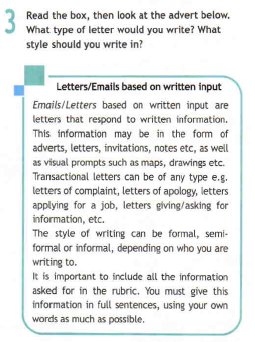 3
Read the box, then look at the advert below.
What type of letter would you write? What
style should you write in?
Letters/Emails based on written input
Emails/Letters based on written input are
letters that respond to written information.
This information may be in the form of
adverts, letters, invitations, notes etc, as well
as visual prompts such as maps, drawings etc.
Transactional letters can be of any type e.g.
letters of complaint, letters of apology, letters
applying for a job, letters giving/asking for
information, etc.
The style of writing can be formal, semi-
formal or informal, depending on who you are
writing to.
It is important to include all the information
asked for in the rubric. You must give this
information in full sentences, using your own
words as much as possible.